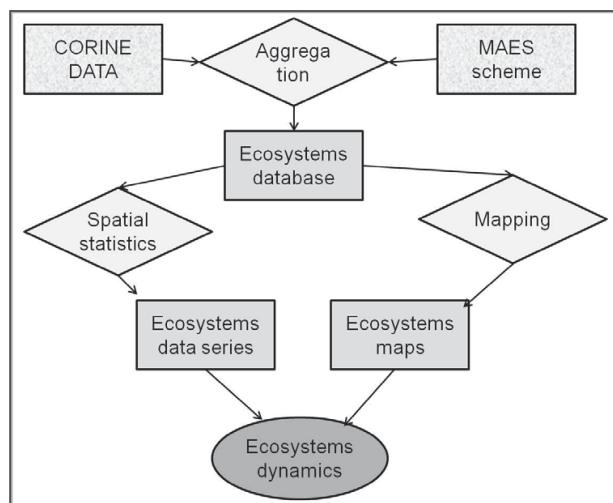 CORINE
DATA
Aggrega
tion
MAES
scheme
Ecosystems
database
Spatial
statistics
Mapping
Ecosystems
data series
Ecosystems
maps
Ecosystems
dynamics